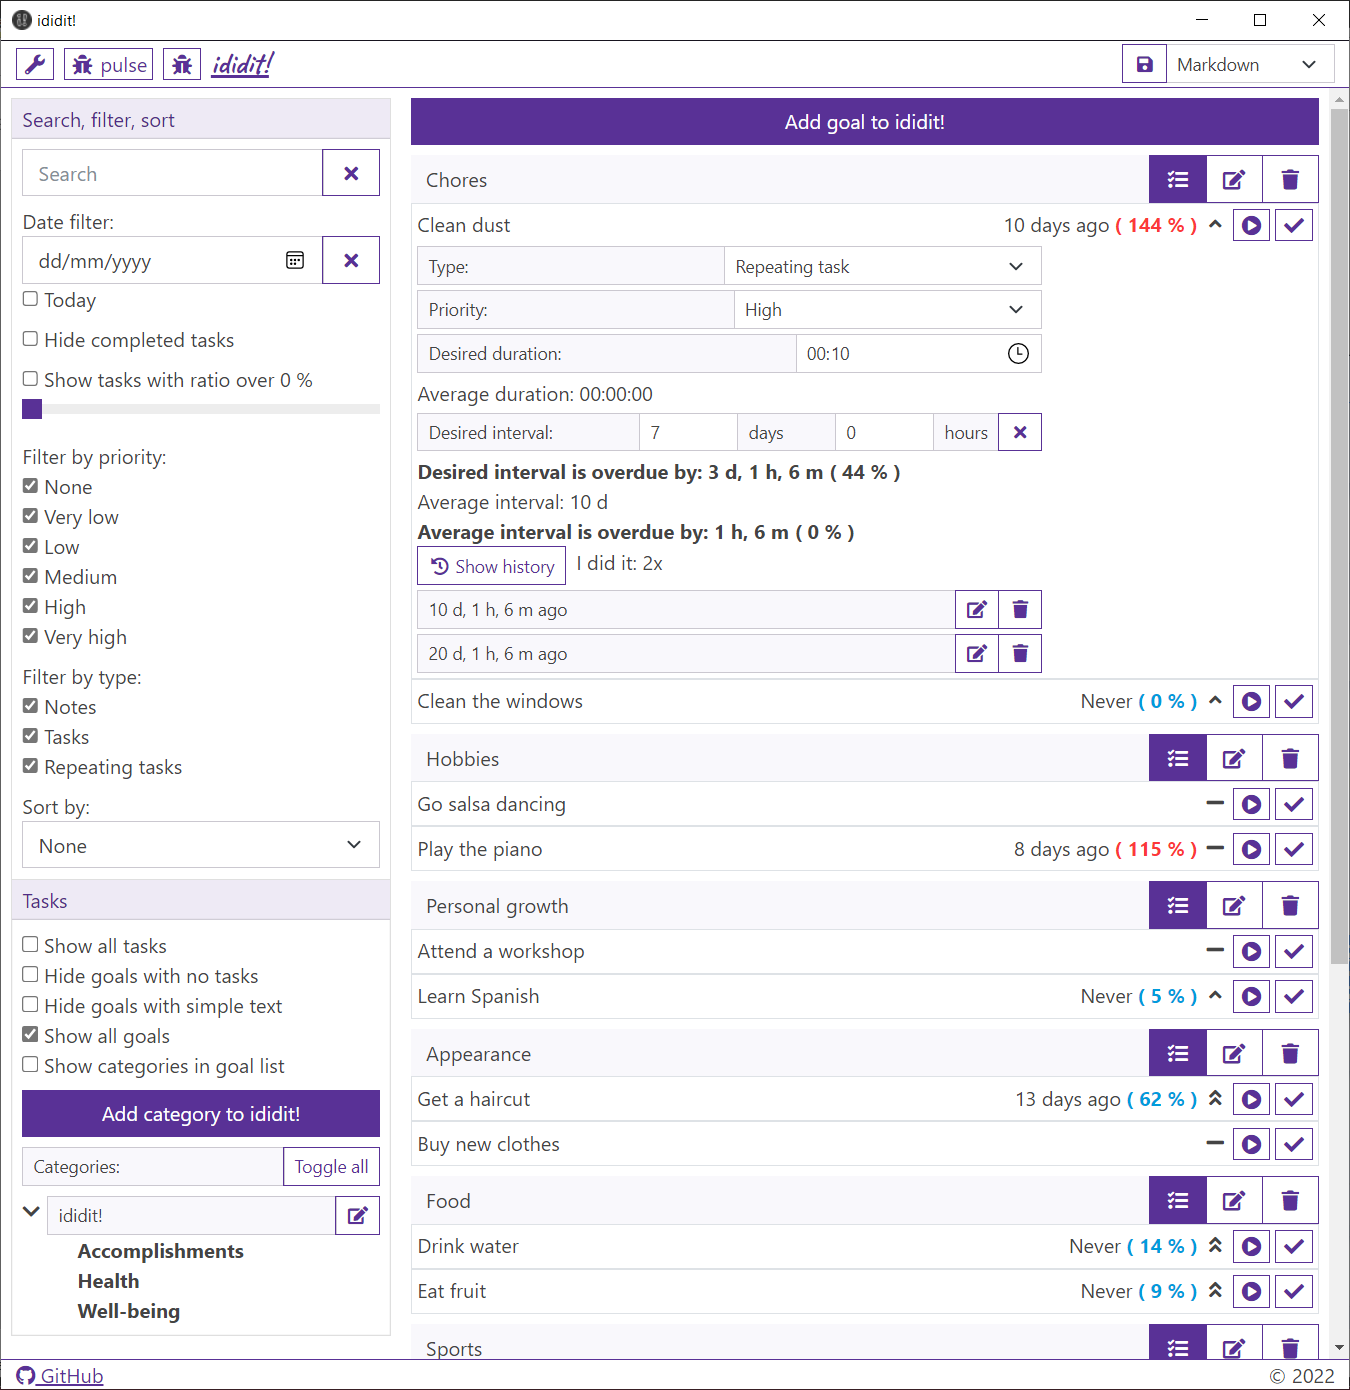 ididit!
pulse
ididit!
Markdown
Search, filter, sort
Search
Date filter:
dd/mm/yyyy
Today
Hide completed tasks
Show tasks with ratio over 0 %
Filter by priority:
None
Very low
Low
Medium
High
Very high
Filter by type:
Notes
Tasks
Repeating tasks
Sort by:
None
Tasks
Show all tasks
Hide goals with no tasks
Hide goals with simple text
Show all goals
Show categories in goal list
Add category to ididit!
Categories: Toggle all
ididit!
Accomplishments
Health
Well-being
Add goal to ididit!
Chores
Clean dust 10 days ago ( 144 % )
Type: Repeating task
Priority: High
Desired duration: 00:10
Average duration: 00:00:00
Desired interval: 7 days 0 hours
Desired interval is overdue by: 3 d, 1 h, 6 m ( 44 % )
Average interval: 10 d
Average interval is overdue by: 1 h, 6 m ( 0 % )
Show history I did it: 2x
10 d, 1 h, 6 m ago
20 d, 1 h, 6 m ago
Clean the windows Never ( 0 % )
Hobbies
Go salsa dancing
Play the piano 8 days ago ( 115 % )
Personal growth
Attend a workshop
Learn Spanish Never ( 5 % )
Appearance
Get a haircut 13 days ago ( 62 % )
Buy new clothes
Food
Drink water Never ( 14 % )
Eat fruit Never ( 9 % )
Sports
GitHub
© 2022